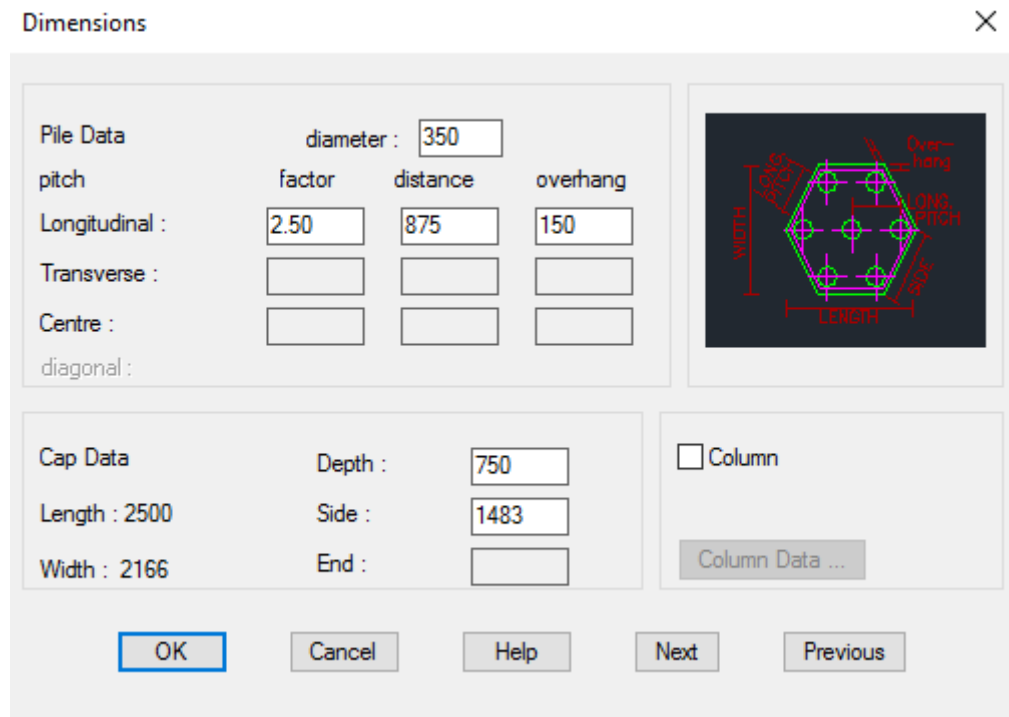 Dimensions
Pile Data diameter : 350
pitch factor distance overhang
Longitudinal : 2.50 875 150
Transverse :
Centre :
diagonal :
Over-
hang
LONG.
PITCH
LONG.
PITCH
WIDTH
SIDE
LENGTH
Cap Data Depth : 750
Length : 2500 Side : 1483
Width : 2166 End :
Column
Column Data ...
OK Cancel Help Next Previous